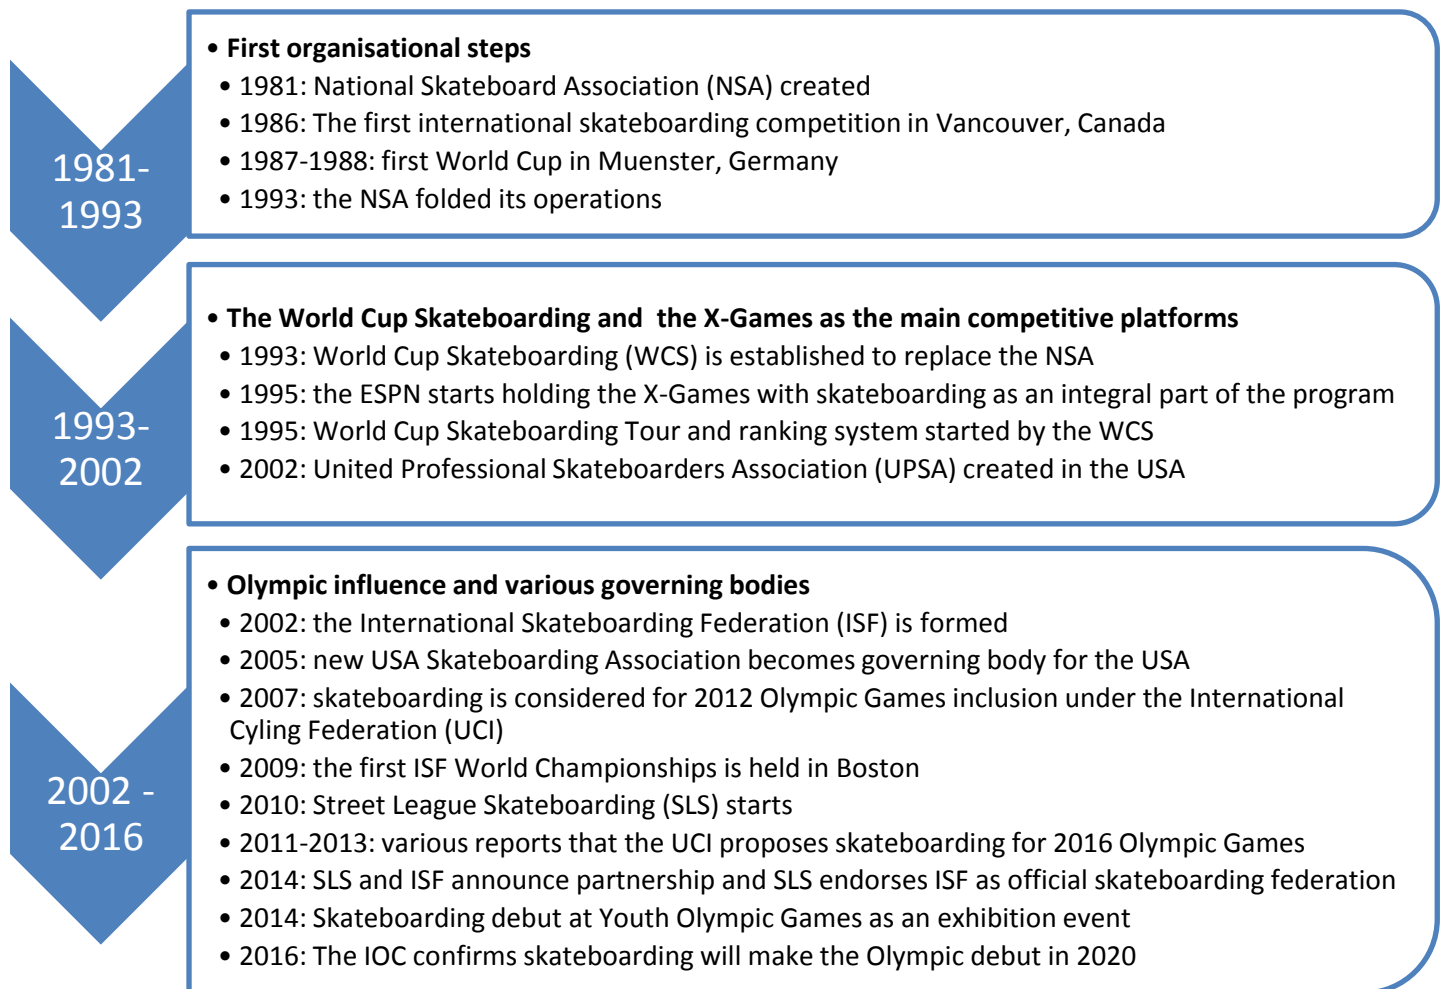 1981-
1993
• First organisational steps
• 1981: National Skateboard Association (NSA) created
• 1986: The first international skateboarding competition in Vancouver, Canada
• 1987-1988: first World Cup in Muenster, Germany
• 1993: the NSA folded its operations
1993-
2002
• The World Cup Skateboarding and  the X-Games as the main competitive platforms
• 1993: World Cup Skateboarding (WCS) is established to replace the NSA
• 1995: the ESPN starts holding the X-Games with skateboarding as an integral part of the program
• 1995: World Cup Skateboarding Tour and ranking system started by the WCS
• 2002: United Professional Skateboarders Association (UPSA) created in the USA
2002 -
2016
• Olympic influence and various governing bodies
• 2002: the International Skateboarding Federation (ISF) is formed
• 2005: new USA Skateboarding Association becomes governing body for the USA
• 2007: skateboarding is considered for 2012 Olympic Games inclusion under the International
Cyling Federation (UCI)
• 2009: the first ISF World Championships is held in Boston
• 2010: Street League Skateboarding (SLS) starts
• 2011-2013: various reports that the UCI proposes skateboarding for 2016 Olympic Games
• 2014: SLS and ISF announce partnership and SLS endorses ISF as official skateboarding federation
• 2014: Skateboarding debut at Youth Olympic Games as an exhibition event
• 2016: The IOC confirms skateboarding will make the Olympic debut in 2020